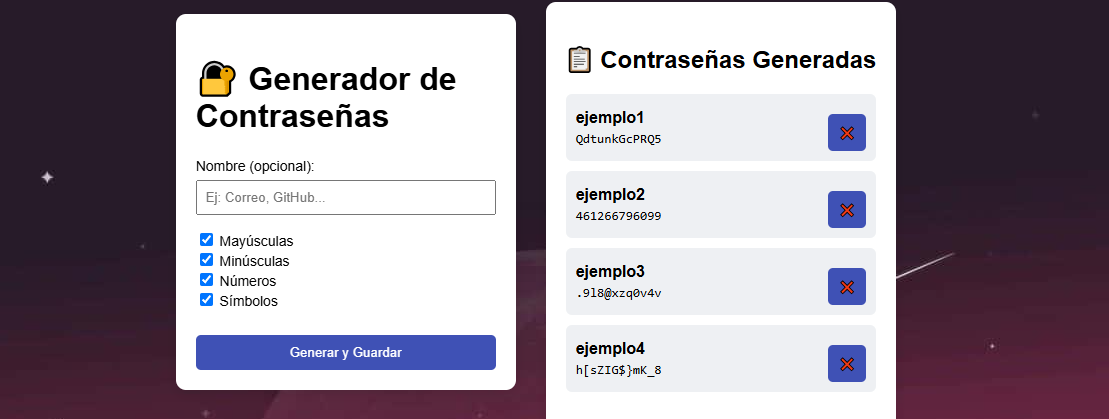 Generador de
Contraseñas
Nombre (opcional):
Ej: Correo, GitHub...
Mayúsculas
Minúsculas
Números
Símbolos
Generar y Guardar
Contraseñas Generadas
ejemplo1
QdtunkGcPRQ5
ejemplo2
461266796099
ejemplo3
.9l8@xzq0v4v
ejemplo4
h[sZIG$}mK_8